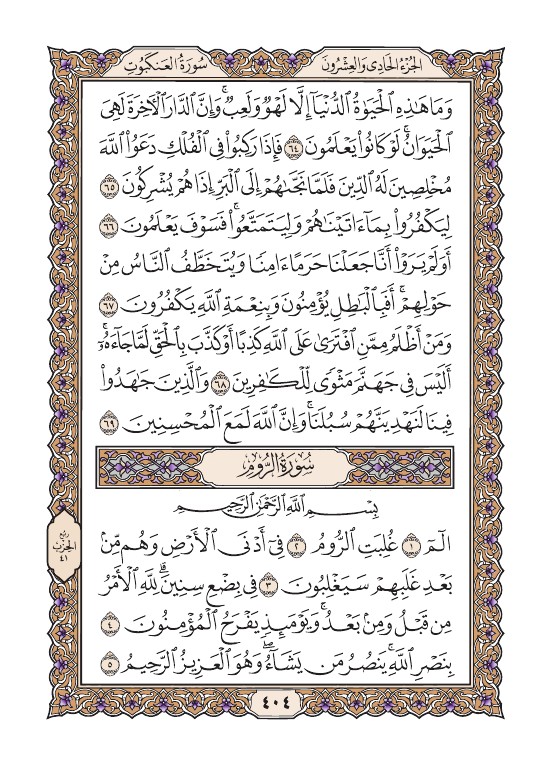 الجزء الحادي والعشرون
سورة العنكبوت
وَمَا هَٰذِهِ ٱلْحَيَوٰةُ ٱلدُّنْيَآ إِلَّا لَهْوٌ وَلَعِبٌ ۚ وَإِنَّ ٱلدَّارَ ٱلْءَاخِرَةَ لَهِىَ
ٱلْحَيَوَانُ ۚ لَوْ كَانُوا۟ يَعْلَمُونَ ٦٤ فَإِذَا رَكِبُوا۟ فِى ٱلْفُلْكِ دَعَوُا۟ ٱللَّهَ
مُخْلِصِينَ لَهُ ٱلدِّينَ فَلَمَّا نَجَّىٰهُمْ إِلَى ٱلْبَرِّ إِذَا هُمْ يُشْرِكُونَ ٦٥
لِيَكْفُرُوا۟ بِمَآ ءَاتَيْنَٰهُمْ وَلِيَتَمَتَّعُوا۟ ۖ فَسَوْفَ يَعْلَمُونَ ٦٦
أَوَلَمْ يَرَوْا۟ أَنَّا جَعَلْنَا حَرَمًا ءَامِنًا وَيُتَخَطَّفُ ٱلنَّاسُ مِنْ
حَوْلِهِمْ ۚ أَفَبِٱلْبَٰطِلِ يُؤْمِنُونَ وَبِنِعْمَةِ ٱللَّهِ يَكْفُرُونَ ٦٧
وَمَنْ أَظْلَمُ مِمَّنِ ٱفْتَرَىٰ عَلَى ٱللَّهِ كَذِبًا أَوْ كَذَّبَ بِٱلْحَقِّ لَمَّا جَآءَهُۥٓ ۚ
أَلَيْسَ فِى جَهَنَّمَ مَثْوًى لِّلْكَٰفِرِينَ ٦٨ وَٱلَّذِينَ جَٰهَدُوا۟
فِينَا لَنَهْدِيَنَّهُمْ سُبُلَنَا ۚ وَإِنَّ ٱللَّهَ لَمَعَ ٱلْمُحْسِنِينَ ٦٩
سُورَةُ ٱلرُّومِ
بِسْمِ ٱللَّهِ ٱلرَّحْمَٰنِ ٱلرَّحِيمِ
الٓمٓ ١ غُلِبَتِ ٱلرُّومُ ٢ فِىٓ أَدْنَى ٱلْأَرْضِ وَهُم مِّنۢ
بَعْدِ غَلَبِهِمْ سَيَغْلِبُونَ ٣ فِى بِضْعِ سِنِينَ ۗ لِلَّهِ ٱلْأَمْرُ
مِن قَبْلُ وَمِنۢ بَعْدُ ۚ وَيَوْمَئِذٍ يَفْرَحُ ٱلْمُؤْمِنُونَ ٤
بِنَصْرِ ٱللَّهِ ۚ يَنصُرُ مَن يَشَآءُ ۖ وَهُوَ ٱلْعَزِيزُ ٱلرَّحِيمُ ٥
ربع
الحزب
٤١
٤٠٤